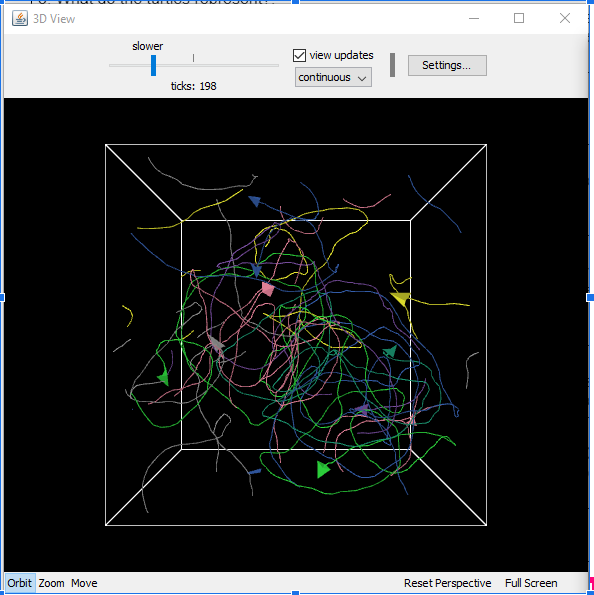 3D View
slower
ticks: 198
view updates
continuous
Settings...
Orbit Zoom Move Reset Perspective Full Screen